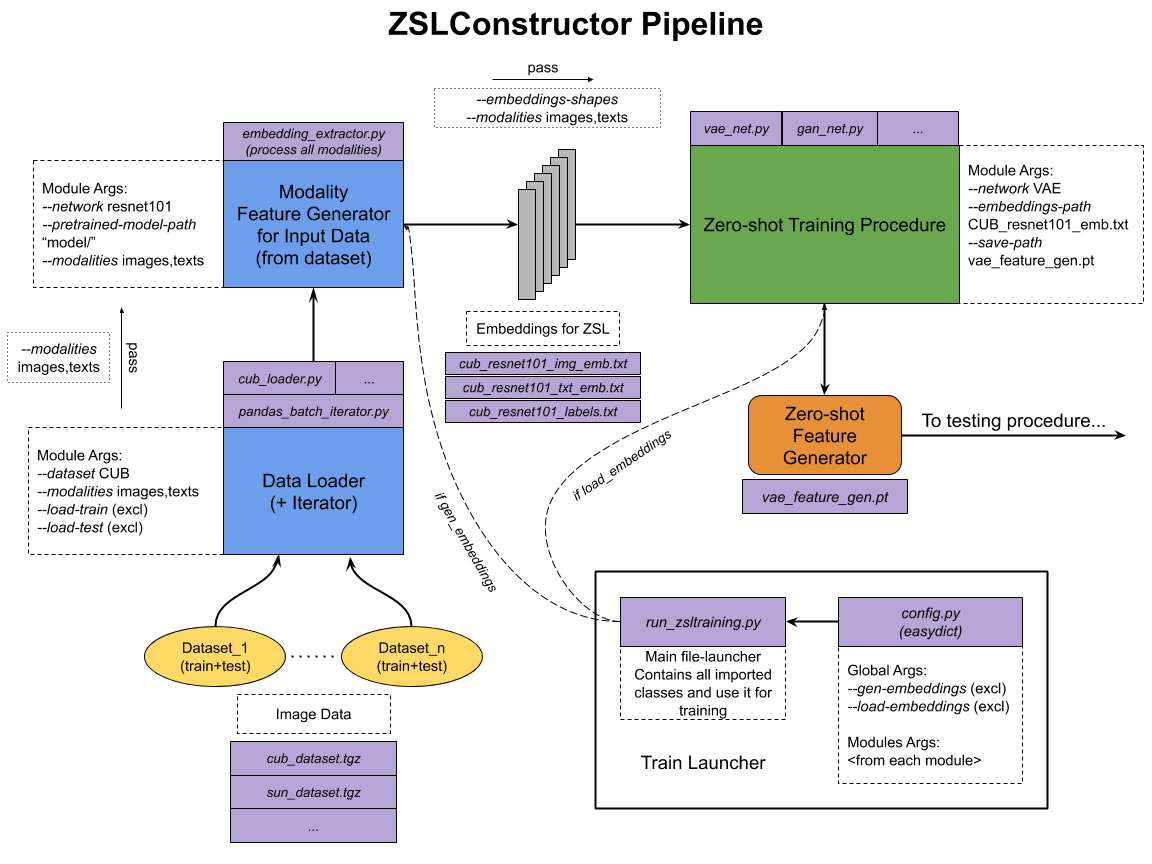 ZSLConstructor Pipeline
pass
--embeddings-shapes
--modalities images,texts
embedding_extractor.py
(process all modalities)
Module Args:
--network resnet101
--pretrained-model-path
“model/”
--modalities images,texts
Modality
Feature Generator
for Input Data
(from dataset)
vae_net.py
gan_net.py
...
Zero-shot Training Procedure
Module Args:
--network VAE
--embeddings-path
CUB_resnet101_emb.txt
--save-path
vae_feature_gen.pt
Embeddings for ZSL
cub_resnet101_img_emb.txt
cub_resnet101_txt_emb.txt
cub_resnet101_labels.txt
--modalities
images,texts
pass
cub_loader.py
...
pandas_batch_iterator.py
Module Args:
--dataset CUB
--modalities images,texts
--load-train (excl)
--load-test (excl)
Data Loader
(+ Iterator)
if gen_embeddings
if load_embeddings
Zero-shot
Feature
Generator
To testing procedure...
vae_feature_gen.pt
Dataset_1
(train+test)
......
Dataset_n
(train+test)
Image Data
cub_dataset.tgz
sun_dataset.tgz
...
run_zsltraining.py
Main file-launcher
Contains all imported
classes and use it for
training
config.py
(easydict)
Global Args:
--gen-embeddings (excl)
--load-embeddings (excl)
Modules Args:
<from each module>
Train Launcher